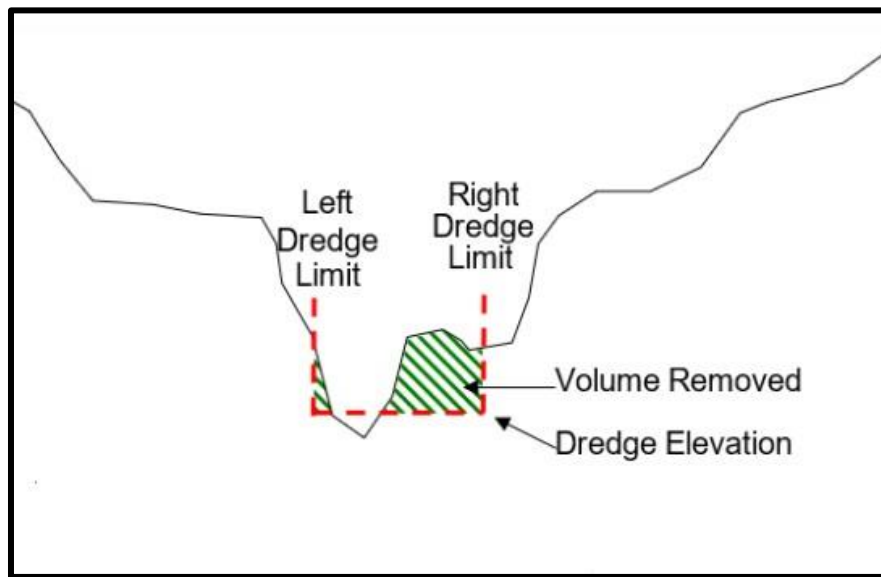 Left
Dredge
Limit
Right
Dredge
Limit
Volume Removed
Dredge Elevation